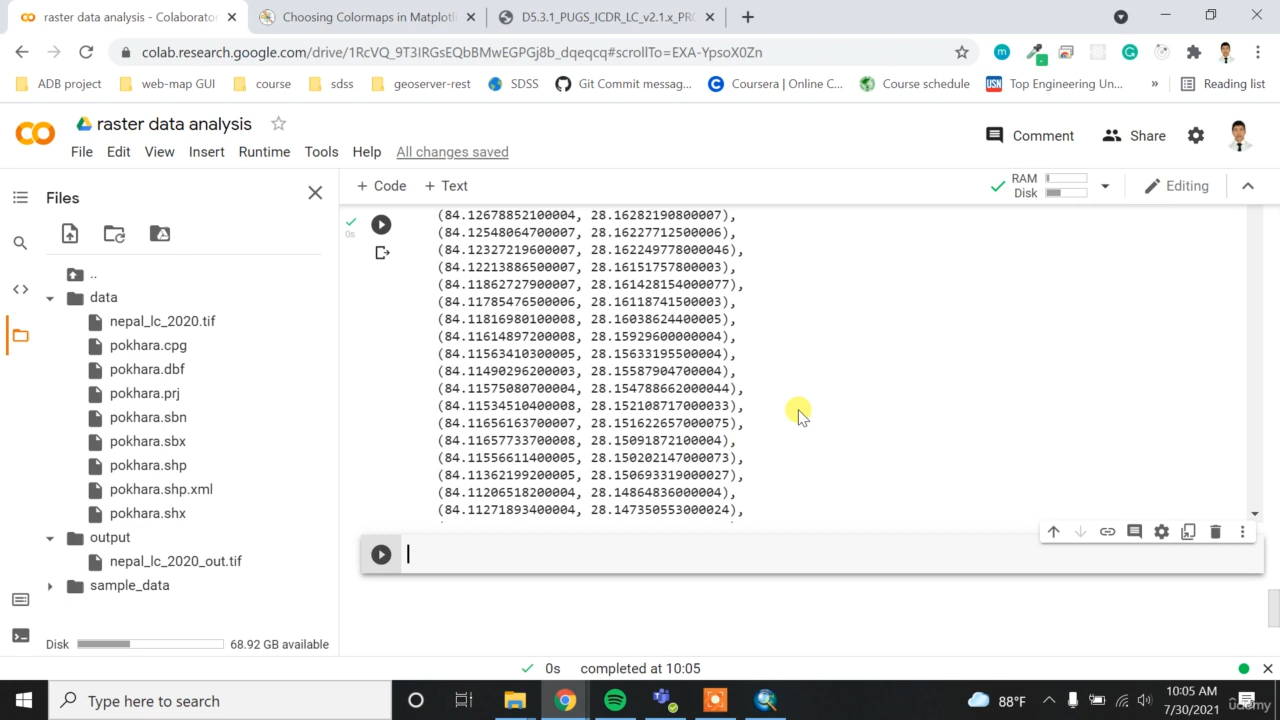 raster data analysis - Colaborato
Choosing Colormaps in Matplotli
D5.3.1_PUGS_ICDR_LC_v2.1.x_PRO
colab.research.google.com/drive/1RcVQ_9T3IRGsEQbBMwEGPGj8b_dqeqcq#scrollTo=EXA-YpsoX0Zn
ADB project
web-map GUI
course
sdss
geoserver-rest
SDSS
Git Commit messag...
Coursera | Online C...
Course schedule
USN
Top Engineering Un...
»
Reading list
raster data analysis
Comment
Share
File Edit View Insert Runtime Tools Help All changes saved
Files
+ Code + Text
RAM
Disk
Editing
..
data
nepal_lc_2020.tif
pokhara.cpg
pokhara.dbf
pokhara.prj
pokhara.sbn
pokhara.sbx
pokhara.shp
pokhara.shp.xml
pokhara.shx
output
nepal_lc_2020_out.tif
sample_data
Disk
68.92 GB available
0s
(84.12678852100004, 28.16282190800007),
(84.12548064700007, 28.16227712500006),
(84.12327219600007, 28.162249778000046),
(84.12213886500007, 28.16151757800003),
(84.11862727900007, 28.161428154000077),
(84.11785476500006, 28.16118741500003),
(84.11816980100008, 28.16038624400005),
(84.11614897200008, 28.15929600000004),
(84.11563410300005, 28.15633195500004),
(84.11490296200003, 28.15587904700004),
(84.11575080700004, 28.154788662000044),
(84.11534510400008, 28.152108717000033),
(84.11656163700007, 28.151622657000075),
(84.11657733700008, 28.15091872100004),
(84.11556611400005, 28.150202147000073),
(84.11362199200005, 28.150693319000027),
(84.11206518200004, 28.14864836000004),
(84.11271893400004, 28.147350553000024),
0s completed at 10:05
Type here to search
88°F
10:05 AM
7/30/2021
ûdemy